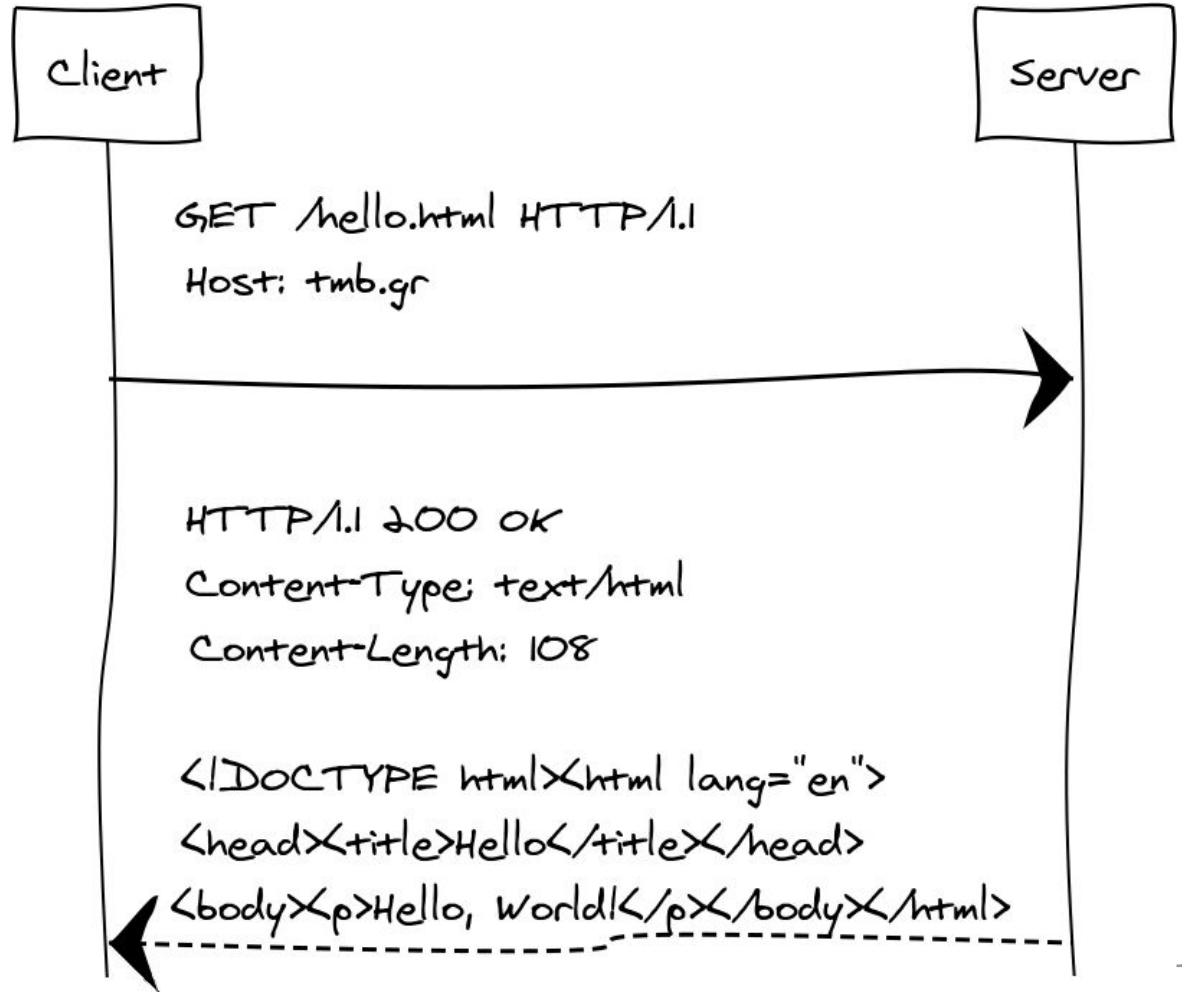 Client
Server
GET /hello.html HTTP/1.1
Host: tmb.gr
HTTP/1.1 200 OK
Content-Type: text/html
Content-Length: 108
<!DOCTYPE html><html lang="en">
<head><title>Hello</title></head>
<body><p>Hello, World!</p></body></html>